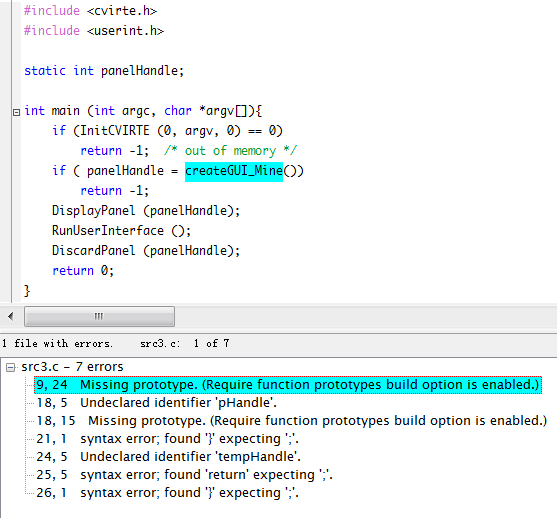 #include <cvirte.h>
#include <userint.h>
static int panelHandle;
int main (int argc, char *argv[]){
if (InitCVIRTE (0, argv, 0) == 0)
return -1; /* out of memory */
if ( panelHandle = createGUI_Mine())
return -1;
DisplayPanel (panelHandle);
RunUserInterface ();
DiscardPanel (panelHandle);
return 0;
}
1 file with errors. src3.c: 1 of 7
src3.c - 7 errors
9, 24 Missing prototype. (Require function prototypes build option is enabled.)
18, 5 Undeclared identifier 'pHandle'.
18, 15 Missing prototype. (Require function prototypes build option is enabled.)
21, 1 syntax error; found '}' expecting ';'.
24, 5 Undeclared identifier 'tempHandle'.
25, 5 syntax error; found 'return' expecting ';'.
26, 1 syntax error; found '}' expecting ';'.